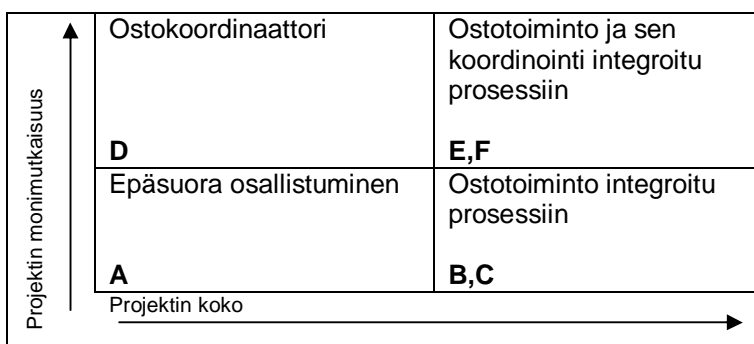 Ostokoordinaattori
D
Ostotoiminto ja sen
koordinointi integroitu
prosessiin
E,F
Epäsuora osallistuminen
A
Ostotoiminto integroitu
prosessiin
B,C
Projektin monimutkaisuus
Projektin koko